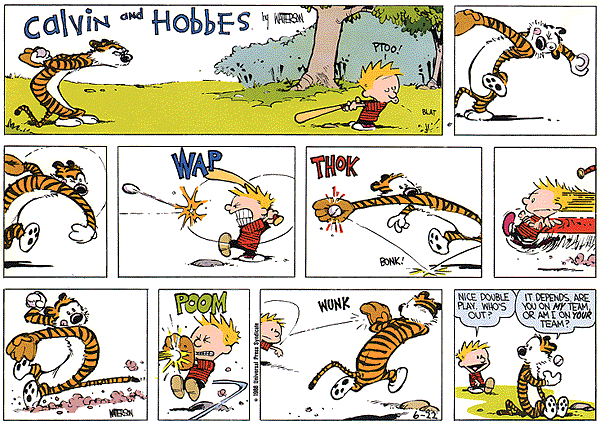 Calvin and Hobbes
by WATTERSON
PTOO!
BLAT
WAP
THOK
BONK!
WATTERSON
POOM
© 1986 Universal Press Syndicate
WUNK
6-22
NICE DOUBLE
PLAY. WHO'S
OUT?
IT DEPENDS. ARE
YOU ON MY TEAM,
OR AM I ON YOUR
TEAM?